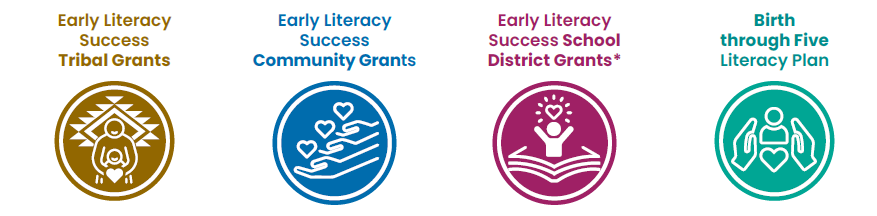 Early Literacy
Success
Tribal Grants
Early Literacy
Success
Community Grants
Early Literacy
Success School
District Grants*
Birth
through Five
Literacy Plan